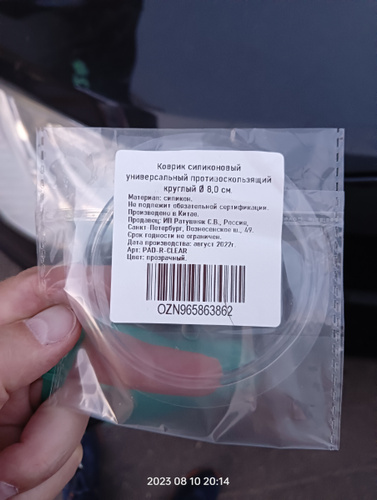 Коврик силиконовый
универсальный противоскользящий
круглый Ø 8,0 см.
Материал: силикон.
Не подлежит обязательной сертификации.
Произведено в Китае.
Продавец: ИП Ратушняк С.В., Россия,
Санкт-Петербург, Вознесенское ш., 49.
Срок годности не ограничен.
Дата производства: август 2022г.
Арт: PAD-R-CLEAR
Цвет: прозрачный.
OZN965863862
2023 08 10 20:14